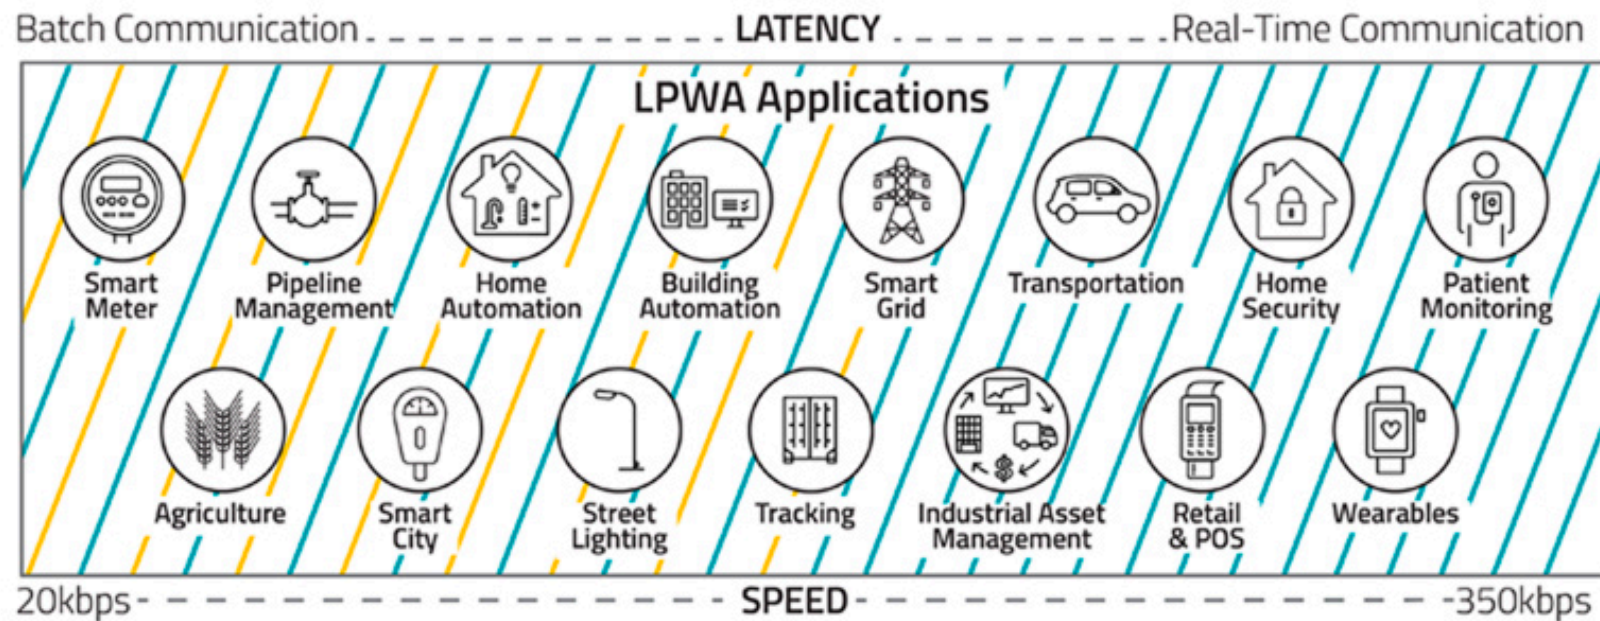 Batch Communication LATENCY Real-Time Communication
LPWA Applications
Smart
Meter
Pipeline
Management
Home
Automation
Building
Automation
Smart
Grid
Transportation
Home
Security
Patient
Monitoring
Agriculture
Smart
City
Street
Lighting
Tracking
Industrial Asset
Management
Retail
& POS
Wearables
20kbps SPEED 350kbps